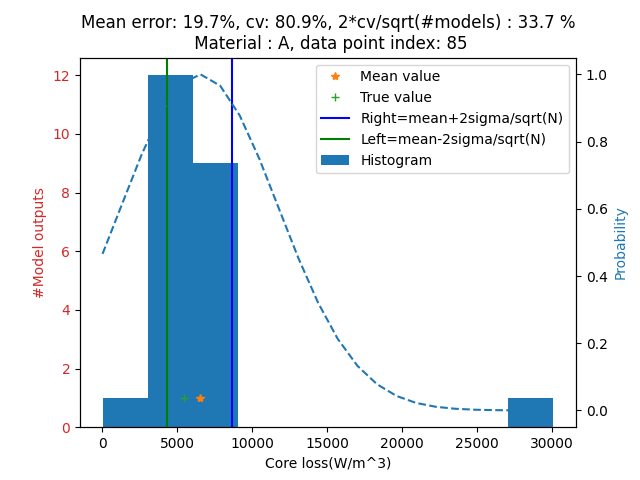 Mean error: 19.7%, cv: 80.9%, 2*cv/sqrt(#models) : 33.7 %
Material : A, data point index: 85
Mean value
True value
Right=mean+2sigma/sqrt(N)
Left=mean-2sigma/sqrt(N)
Histogram
#Model outputs
12
10
8
6
4
2
0
Probability
1.0
0.8
0.6
0.4
0.2
0.0
0 5000 10000 15000 20000 25000 30000
Core loss(W/m^3)